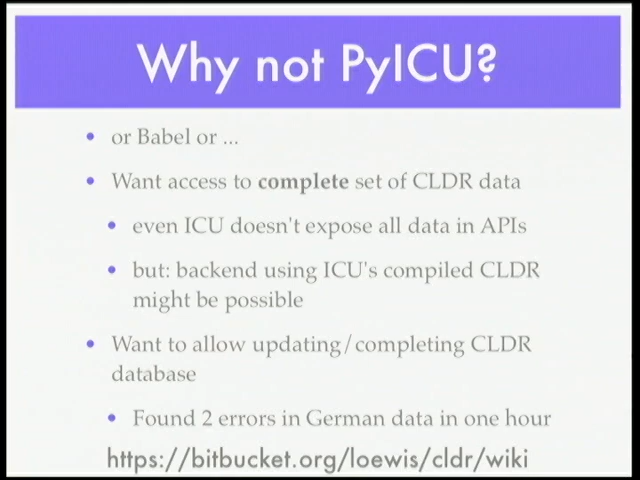 Why not PyICU?
• or Babel or ...
• Want access to complete set of CLDR data
• even ICU doesn't expose all data in APIs
• but: backend using ICU's compiled CLDR
might be possible
• Want to allow updating/completing CLDR
database
• Found 2 errors in German data in one hour
https://bitbucket.org/loewis/cldr/wiki